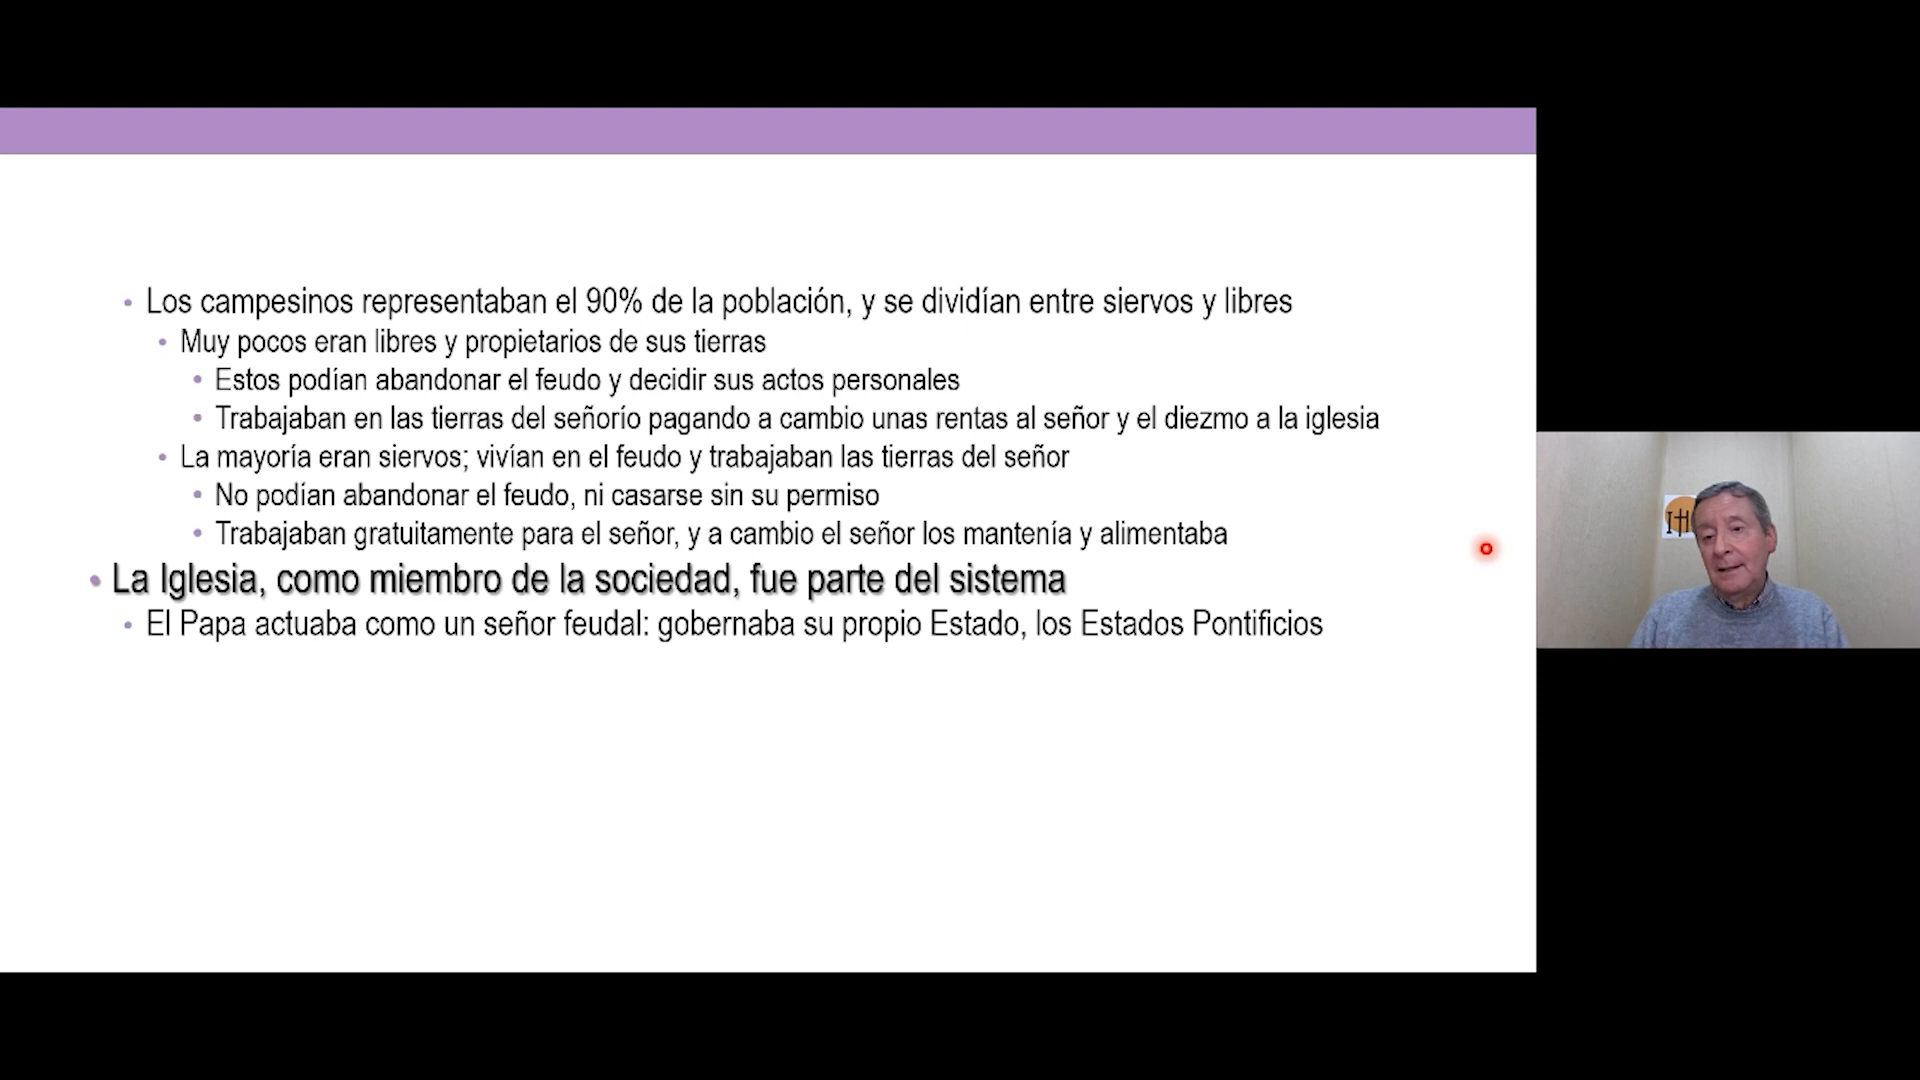 Los campesinos representaban el 90% de la población, y se dividían entre siervos y libres
Muy pocos eran libres y propietarios de sus tierras
Estos podían abandonar el feudo y decidir sus actos personales
Trabajaban en las tierras del señorío pagando a cambio unas rentas al señor y el diezmo a la iglesia
La mayoría eran siervos; vivían en el feudo y trabajaban las tierras del señor
No podían abandonar el feudo, ni casarse sin su permiso
Trabajaban gratuitamente para el señor, y a cambio el señor los mantenía y alimentaba
La Iglesia, como miembro de la sociedad, fue parte del sistema
El Papa actuaba como un señor feudal: gobernaba su propio Estado, los Estados Pontificios